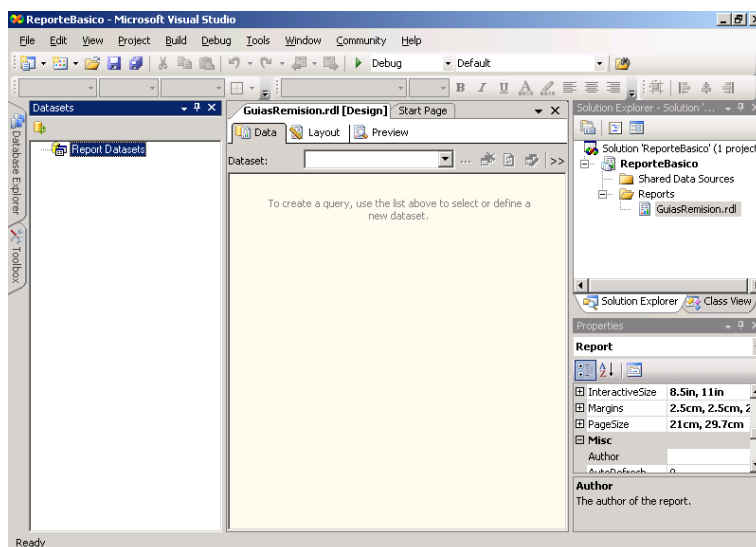 ReporteBasico - Microsoft Visual Studio
File Edit View Project Build Debug Tools Window Community Help
Debug Default
B I U A
Datasets
Report Datasets
Database Explorer
Toolbox
GuiasRemision.rdl [Design] Start Page
Data Layout Preview
Dataset: ... >>
To create a query, use the list above to select or define a
new dataset.
Solution Explorer - Solution '...
Solution 'ReporteBasico' (1 project
ReporteBasico
Shared Data Sources
Reports
GuiasRemision.rdl
Solution Explorer Class View
Properties
Report
InteractiveSize 8.5in, 11in
Margins 2.5cm, 2.5cm, 2
PageSize 21cm, 29.7cm
Misc
Author
AutoRefresh 0
Author
The author of the report.
Ready